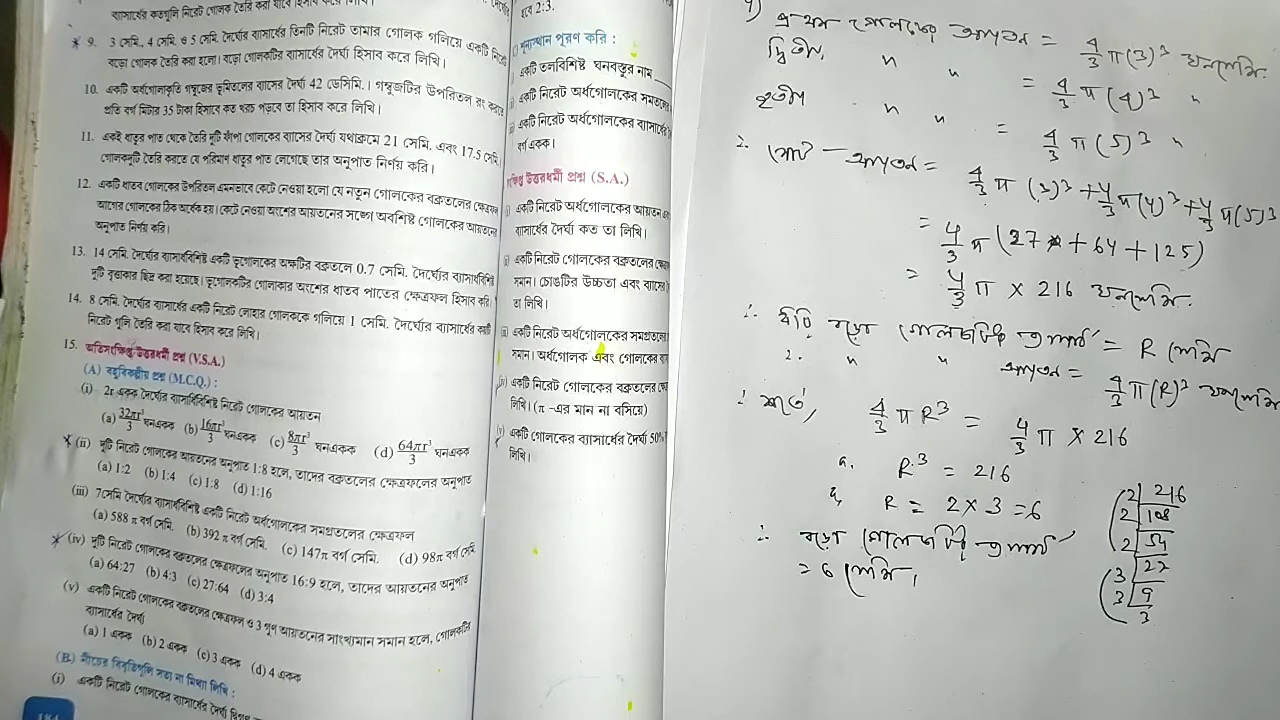 ব্যাসার্ধের কতগুলি নিরেট গোলক তৈরি করা যাবে হিসাব করে লিখি।
* 9. 3 সেমি., 4 সেমি. ও 5 সেমি. দৈর্ঘ্যের ব্যাসার্ধের তিনটি নিরেট তামার গোলক গলিয়ে একটি নিরেট
বড়ো গোলক তৈরি করা হলো। বড়ো গোলকটির ব্যাসার্ধের দৈর্ঘ্য হিসাব করে লিখি।
10. একটি অর্ধগোলাকৃতি গম্বুজের ভূমিতলের ব্যাসের দৈর্ঘ্য 42 ডেসিমি.। গম্বুজটির উপরিতল রং করতে
প্রতি বর্গ মিটার 35 টাকা হিসাবে কত খরচ পড়বে তা হিসাব করে লিখি।
11. একই ধাতুর পাত থেকে তৈরি দুটি ফাঁপা গোলকের ব্যাসের দৈর্ঘ্য যথাক্রমে 21 সেমি. এবং 17.5 সেমি.
গোলকদুটি তৈরি করতে যে পরিমাণ ধাতুর পাত লেগেছে তার অনুপাত নির্ণয় করি।
12. একটি ধাতব গোলকের উপরিতল এমনভাবে কেটে নেওয়া হলো যে নতুন গোলকের বক্রতলের ক্ষেত্রফল
আগের গোলকের ঠিক অর্ধেক হয়। কেটে নেওয়া অংশের আয়তনের সঙ্গে অবশিষ্ট গোলকের আয়তনের
অনুপাত নির্ণয় করি।
13. 14 সেমি. দৈর্ঘ্যের ব্যাসার্ধবিশিষ্ট একটি ভূগোলকের অক্ষটির বক্রতলে 0.7 সেমি. দৈর্ঘ্যের ব্যাসার্ধবিশিষ্ট
দুটি বৃত্তাকার ছিদ্র করা হয়েছে। ভূগোলকটির গোলাকার অংশের ধাতব পাতের ক্ষেত্রফল হিসাব করি।
14. 8 সেমি. দৈর্ঘ্যের ব্যাসার্ধের একটি নিরেট লোহার গোলককে গলিয়ে 1 সেমি. দৈর্ঘ্যের ব্যাসার্ধের কয়টি
নিরেট গুলি তৈরি করা যাবে হিসাব করে লিখি।
15. অতিসংক্ষিপ্ত উত্তরধর্মী প্রশ্ন (V.S.A.)
(A) বহুবিকল্পীয় প্রশ্ন (M.C.Q.) :
(i) 2r একক দৈর্ঘ্যের ব্যাসার্ধবিশিষ্ট নিরেট গোলকের আয়তন
(a) 32πr³/3 ঘনএকক (b) 16πr³/3 ঘনএকক (c) 8πr³/3 ঘনএকক (d) 64πr³/3 ঘনএকক
* (ii) দুটি নিরেট গোলকের আয়তনের অনুপাত 1:8 হলে, তাদের বক্রতলের ক্ষেত্রফলের অনুপাত
(a) 1:2 (b) 1:4 (c) 1:8 (d) 1:16
(iii) 7সেমি দৈর্ঘ্যের ব্যাসার্ধবিশিষ্ট একটি নিরেট অর্ধগোলকের সমগ্রতলের ক্ষেত্রফল
(a) 588 π বর্গ সেমি. (b) 392 π বর্গ সেমি. (c) 147π বর্গ সেমি. (d) 98π বর্গ সেমি
* (iv) দুটি নিরেট গোলকের বক্রতলের ক্ষেত্রফলের অনুপাত 16:9 হলে, তাদের আয়তনের অনুপাত
(a) 64:27 (b) 4:3 (c) 27:64 (d) 3:4
(v) একটি নিরেট গোলকের বক্রতলের ক্ষেত্রফল ও 3 গুণ আয়তনের সাংখ্যমান সমান হলে, গোলকটির
ব্যাসার্ধের দৈর্ঘ্য
(a) 1 একক (b) 2 একক (c) 3 একক (d) 4 একক
(B) নীচের বিবৃতিগুলি সত্য না মিথ্যা লিখি :
(i) একটি নিরেট গোলকের ব্যাসার্ধের দৈর্ঘ্য দ্বিগুণ
হবে 2:3.
শূন্যস্থান পূরণ করি :
একটি তলবিশিষ্ট ঘনবস্তুর নাম
একটি নিরেট অর্ধগোলকের সমতলের
একটি নিরেট অর্ধগোলকের ব্যাসার্ধের
বর্গ একক।
উত্তরধর্মী প্রশ্ন (S.A.)
একটি নিরেট গোলকের আয়তন
ব্যাসার্ধের দৈর্ঘ্য কত তা লিখি।
একটি নিরেট গোলকের বক্রতলের
সমান। চোঙটির উচ্চতা এবং ব্যাসের
তা লিখি।
একটি নিরেট অর্ধগোলকের সমগ্রতলের
সমান। অর্ধগোলক এবং গোলকের
একটি নিরেট গোলকের বক্রতলের
লিখি। (π -এর মান না বসিয়ে)
একটি গোলকের ব্যাসার্ধের দৈর্ঘ্য 50%
লিখি।
৭) প্রথম গোলকের আয়তন = 4/3 π(3)³ ঘনসেমি.
দ্বিতীয় " " = 4/3 π (4)³ "
তৃতীয় " " = 4/3 π (5)³ "
∴ মোট আয়তন = 4/3 π (3)³ + 4/3 π(4)³ + 4/3 π(5)³
= 4/3 π (27 + 64 + 125)
= 4/3 π × 216 ঘনসেমি.
∴ ধরি বড়ো গোলকটির ব্যাসার্ধ = R সেমি
∴ " " আয়তন = 4/3 π(R)³ ঘনসেমি
∴ শর্তে, 4/3 π R³ = 4/3 π × 216
বা, R³ = 216
বা, R = 2 × 3 = 6
∴ বড়ো গোলকটির ব্যাসার্ধ
= 6 সেমি।
2 | 216
2 | 108
2 | 54
3 | 27
3 | 9
3